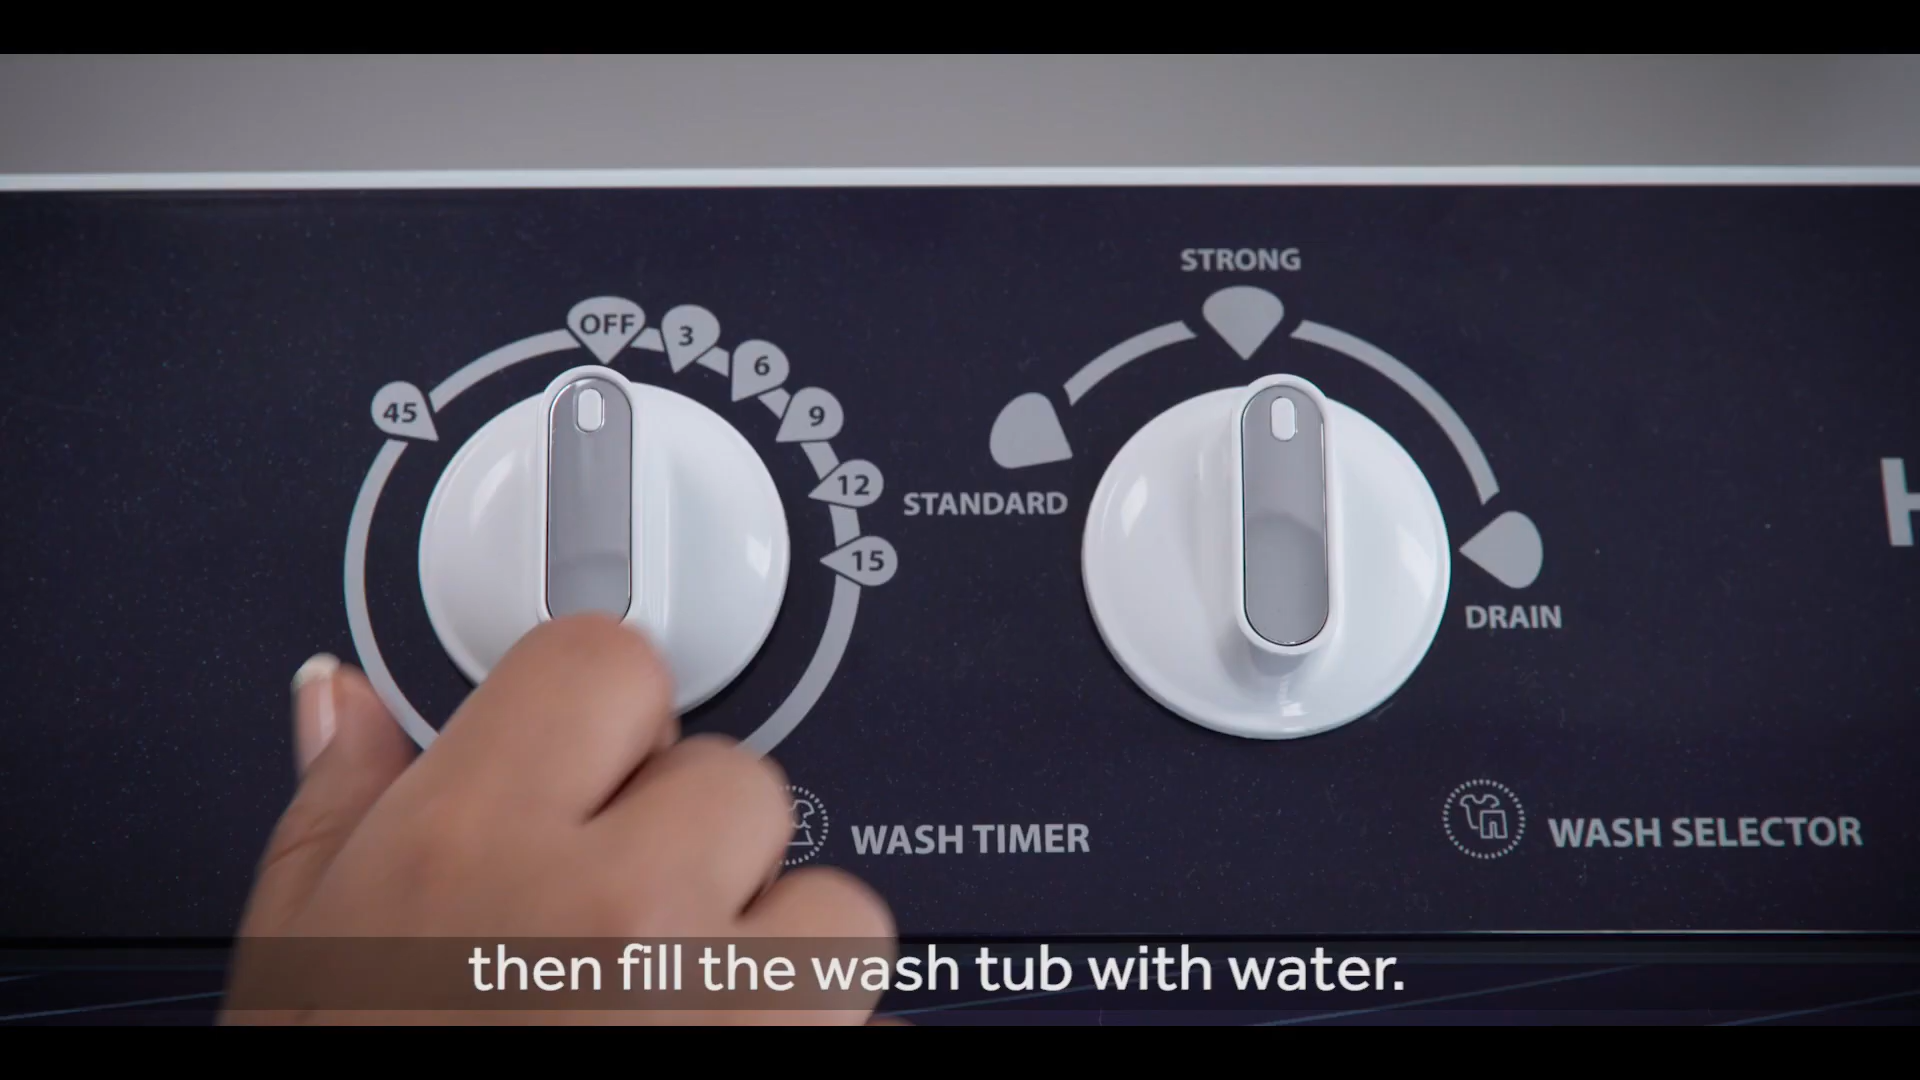 STRONG
OFF
3
6
9
12
15
45
STANDARD
DRAIN
H
WASH TIMER
WASH SELECTOR
then fill the wash tub with water.